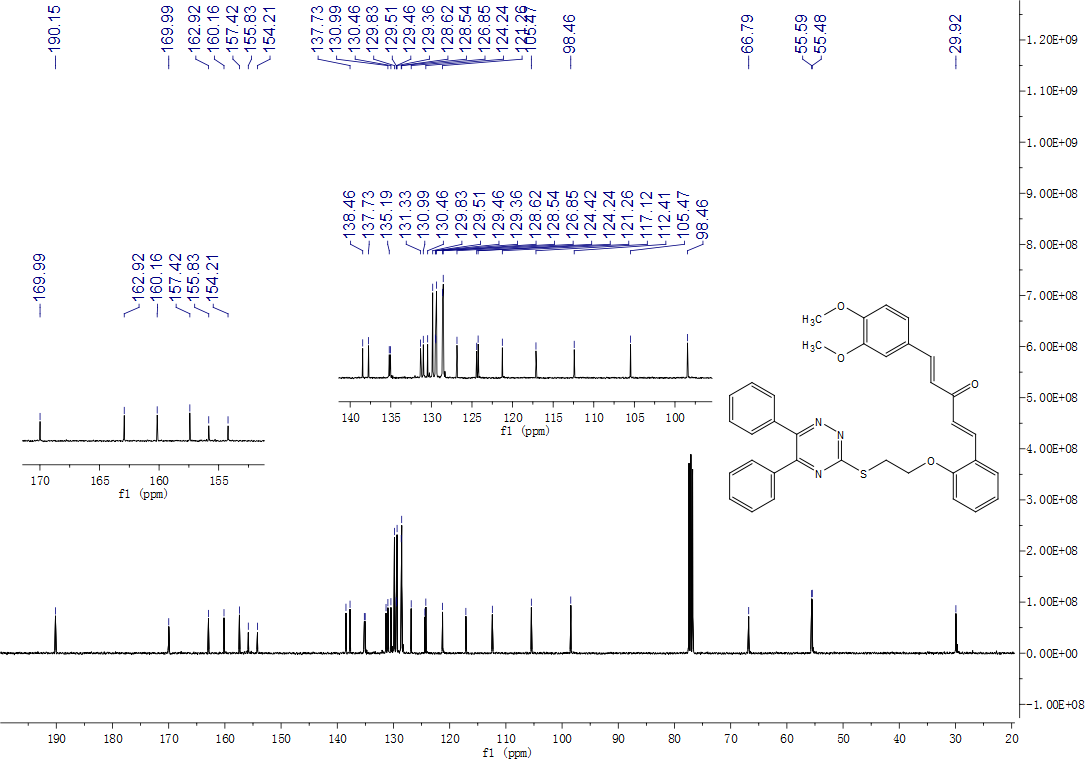 190.15
169.99
162.92
160.16
157.42
155.83
154.21
137.73
130.99
130.46
129.83
129.51
129.46
129.36
128.62
128.54
126.85
124.24
121.26
105.47
98.46
66.79
55.59
55.48
29.92
138.46
137.73
135.19
131.33
130.99
130.46
129.83
129.51
129.46
129.36
128.62
128.54
126.85
124.42
124.24
121.26
117.12
112.41
105.47
98.46
140 135 130 125 120 115 110 105 100
f1 (ppm)
169.99
162.92
160.16
157.42
155.83
154.21
170 165 160 155
f1 (ppm)
H3C O
H3C O
O
N
N
N
S
O
1.20E+09
1.10E+09
1.00E+09
9.00E+08
8.00E+08
7.00E+08
6.00E+08
5.00E+08
4.00E+08
3.00E+08
2.00E+08
1.00E+08
0.00E+00
-1.00E+08
190 180 170 160 150 140 130 120 110 100 90 80 70 60 50 40 30 20
f1 (ppm)